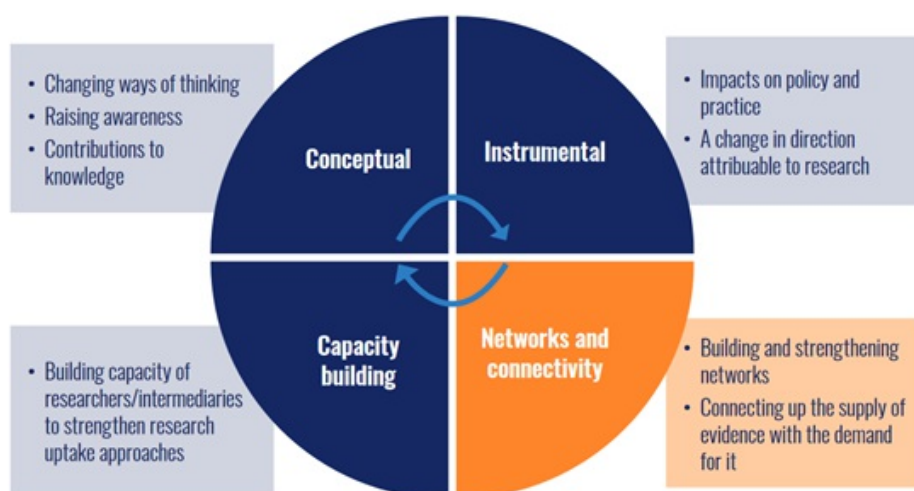 • Changing ways of thinking
• Raising awareness
• Contributions to
knowledge
Conceptual
Instrumental
• Impacts on policy and
practice
• A change in direction
attribuable to research
• Building capacity of
researchers/intermediaries
to strengthen research
uptake approaches
Capacity
building
Networks and
connectivity
• Building and strengthening
networks
• Connecting up the supply of
evidence with the demand
for it